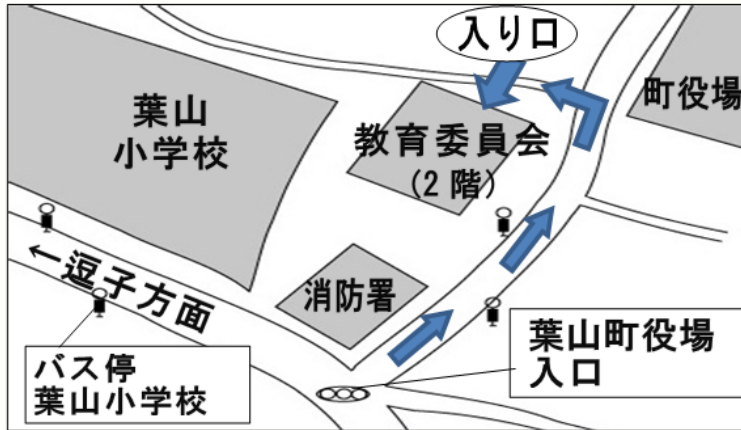 入り口
町役場
葉山
小学校
教育委員会
(2階)
←逗子方面
消防署
葉山町役場
入口
バス停
葉山小学校